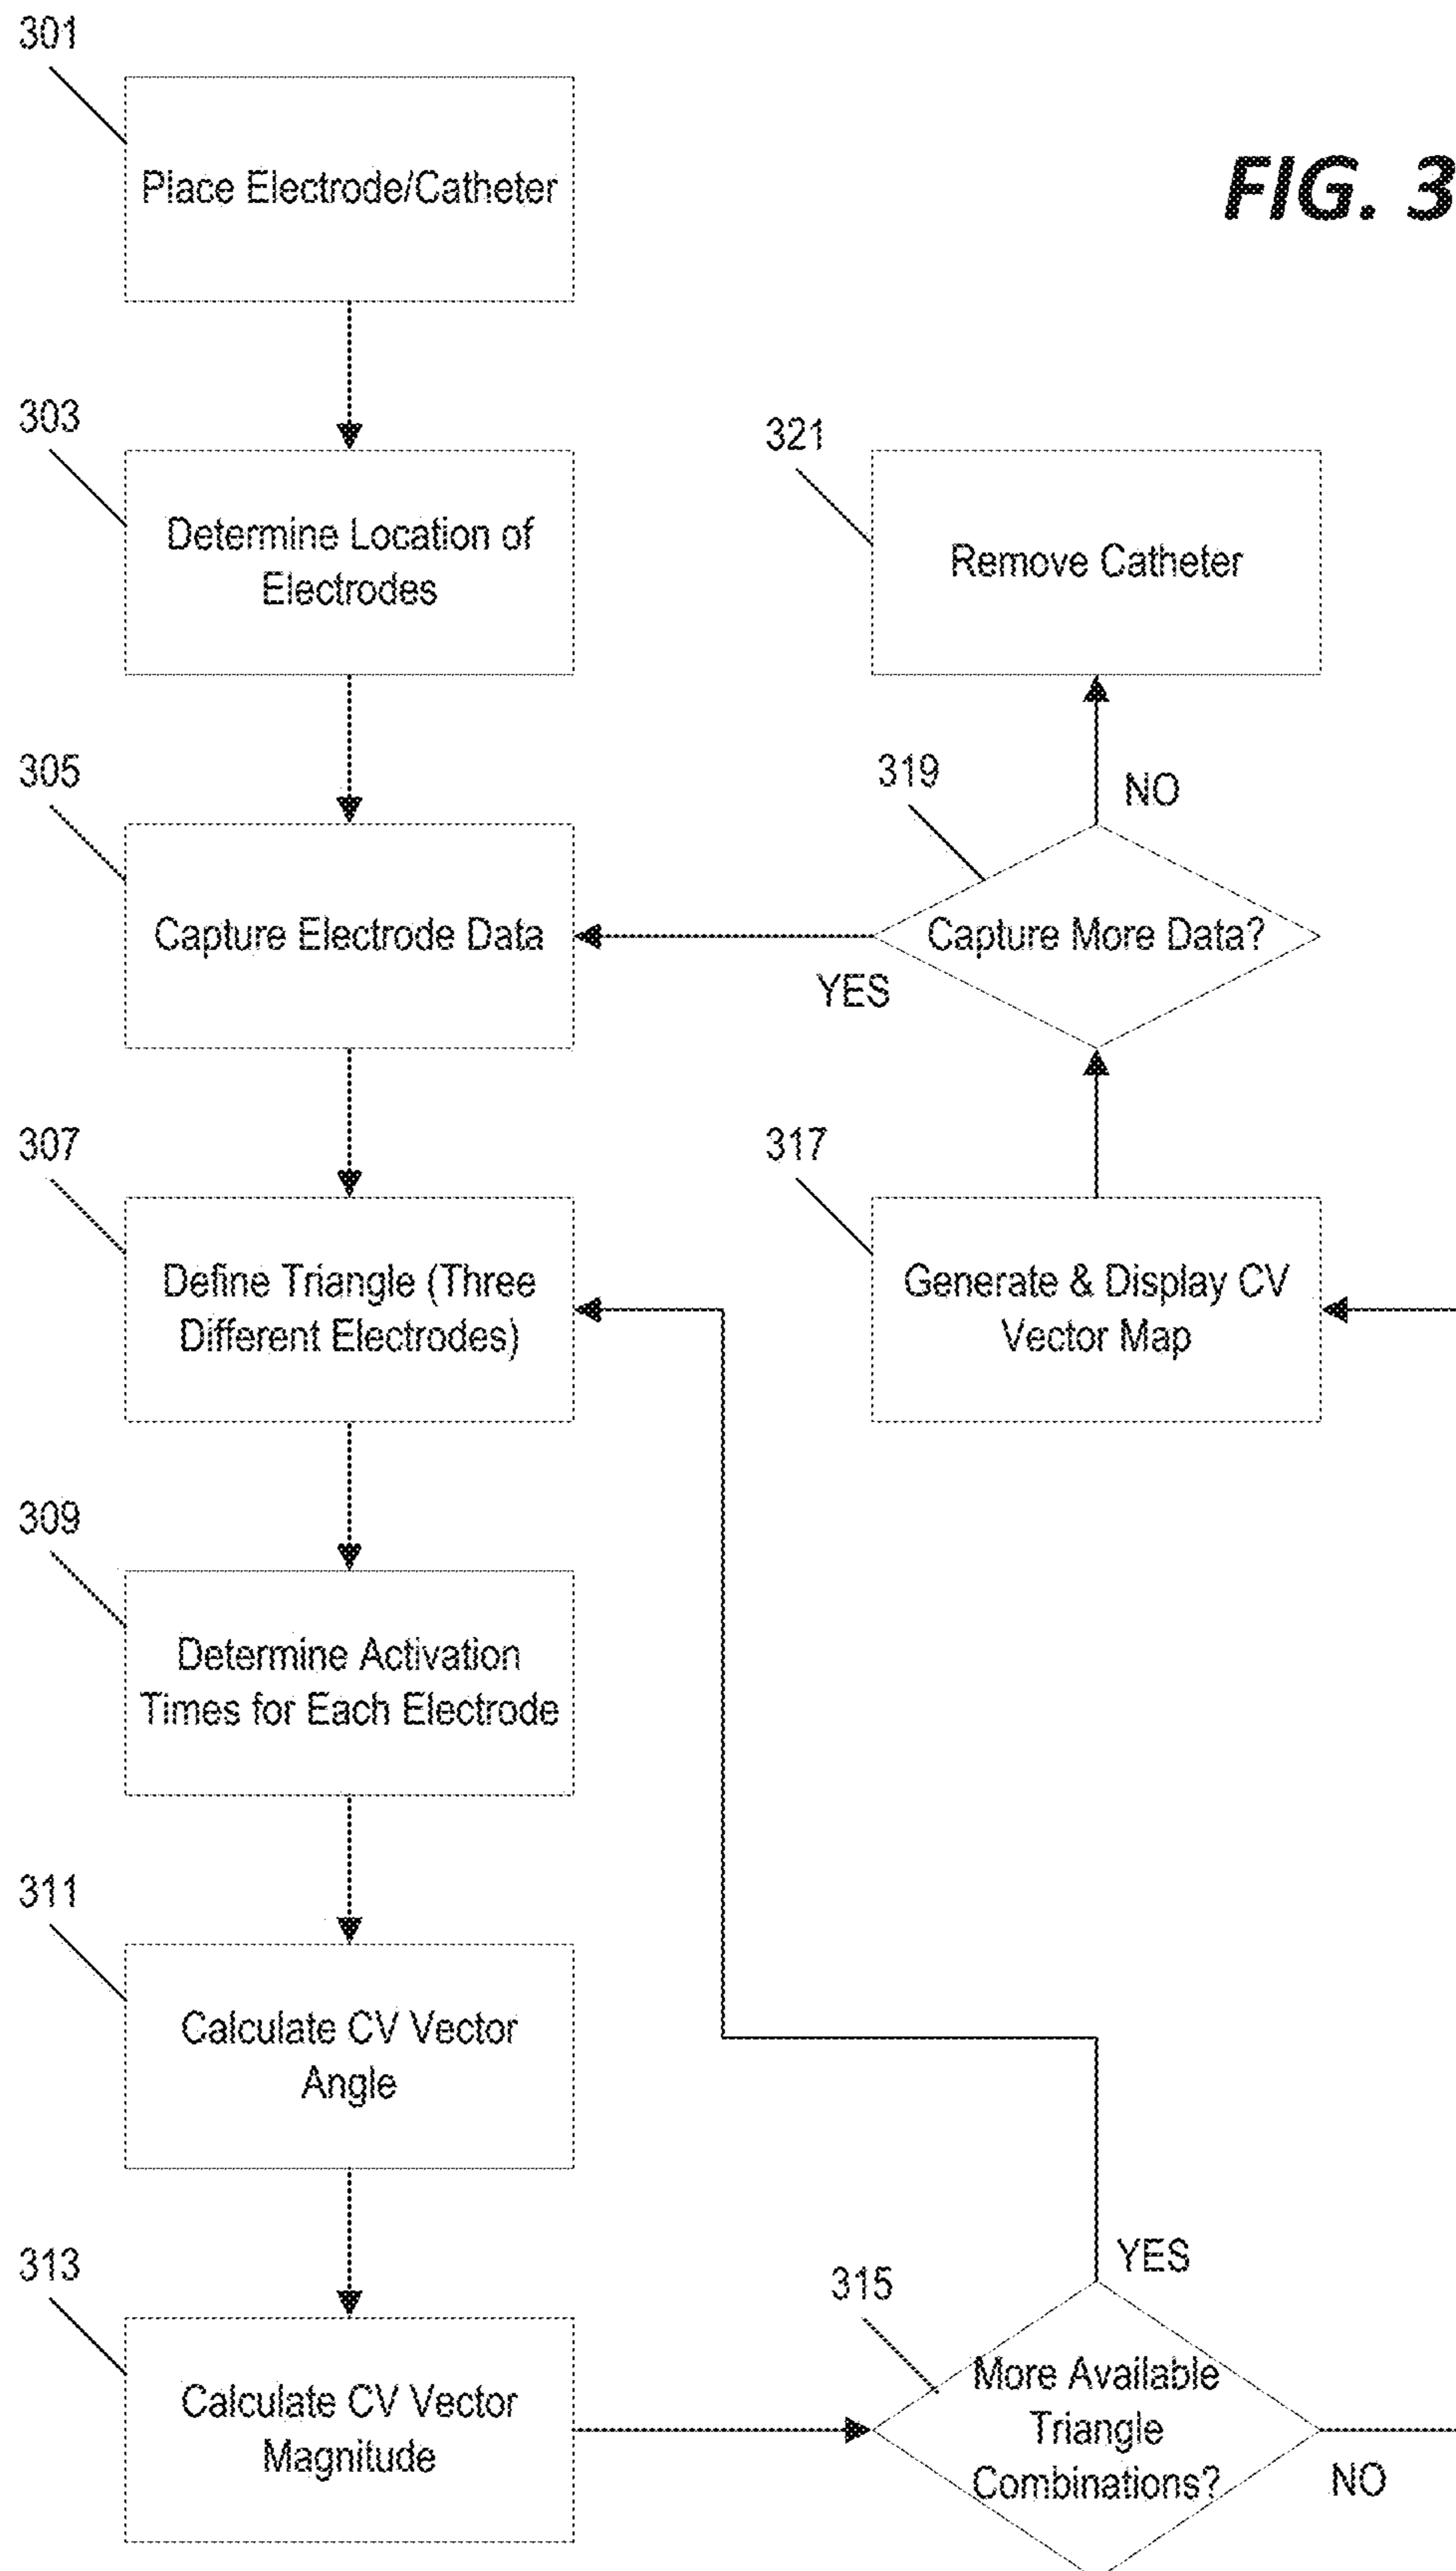 301
Place Electrode/Catheter
FIG. 3
303
Determine Location of
Electrodes
321
Remove Catheter
305
Capture Electrode Data
319
NO
Capture More Data?
YES
307
Define Triangle (Three
Different Electrodes)
317
Generate & Display CV
Vector Map
309
Determine Activation
Times for Each Electrode
311
Calculate CV Vector
Angle
313
Calculate CV Vector
Magnitude
315
YES
More Available
Triangle
Combinations?
NO